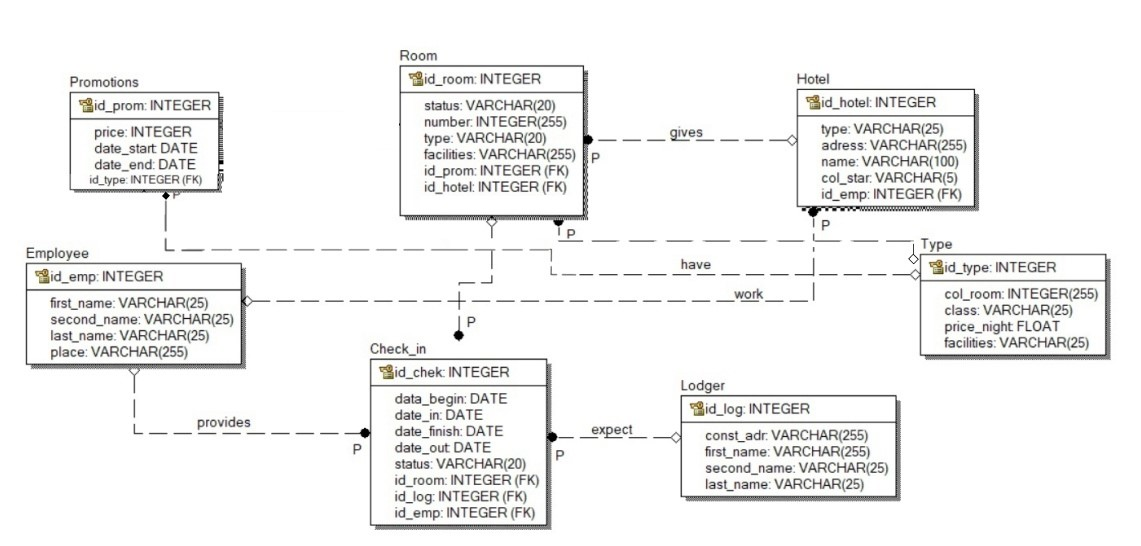 Promotions
id_prom: INTEGER
price: INTEGER
date_start: DATE
date_end: DATE
id_type: INTEGER (FK)
P
Room
id_room: INTEGER
status: VARCHAR(20)
number: INTEGER(255)
type: VARCHAR(20)
facilities: VARCHAR(255)
id_prom: INTEGER (FK)
id_hotel: INTEGER (FK)
P
gives
P
Hotel
id_hotel: INTEGER
type: VARCHAR(25)
adress: VARCHAR(255)
name: VARCHAR(100)
col_star: VARCHAR(5)
id_emp: INTEGER (FK)
P
Employee
id_emp: INTEGER
first_name: VARCHAR(25)
second_name: VARCHAR(25)
last_name: VARCHAR(25)
place: VARCHAR(255)
have
work
Type
id_type: INTEGER
col_room: INTEGER(255)
class: VARCHAR(25)
price_night: FLOAT
facilities: VARCHAR(25)
P
Check_in
id_chek: INTEGER
data_begin: DATE
date_in: DATE
date_finish: DATE
date_out: DATE
status: VARCHAR(20)
id_room: INTEGER (FK)
id_log: INTEGER (FK)
id_emp: INTEGER (FK)
provides
P
expect
P
Lodger
id_log: INTEGER
const_adr: VARCHAR(255)
first_name: VARCHAR(255)
second_name: VARCHAR(25)
last_name: VARCHAR(25)